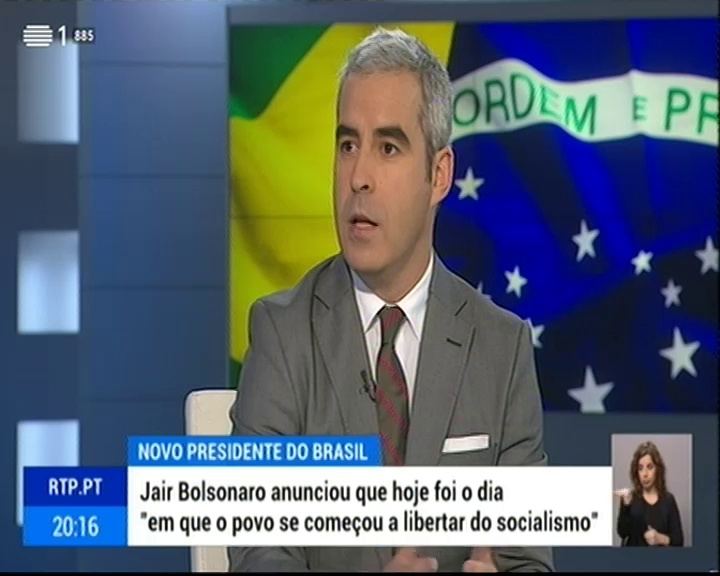 1 885
ORDEM E PR
NOVO PRESIDENTE DO BRASIL
RTP.PT
20:16
Jair Bolsonaro anunciou que hoje foi o dia
"em que o povo se começou a libertar do socialismo"